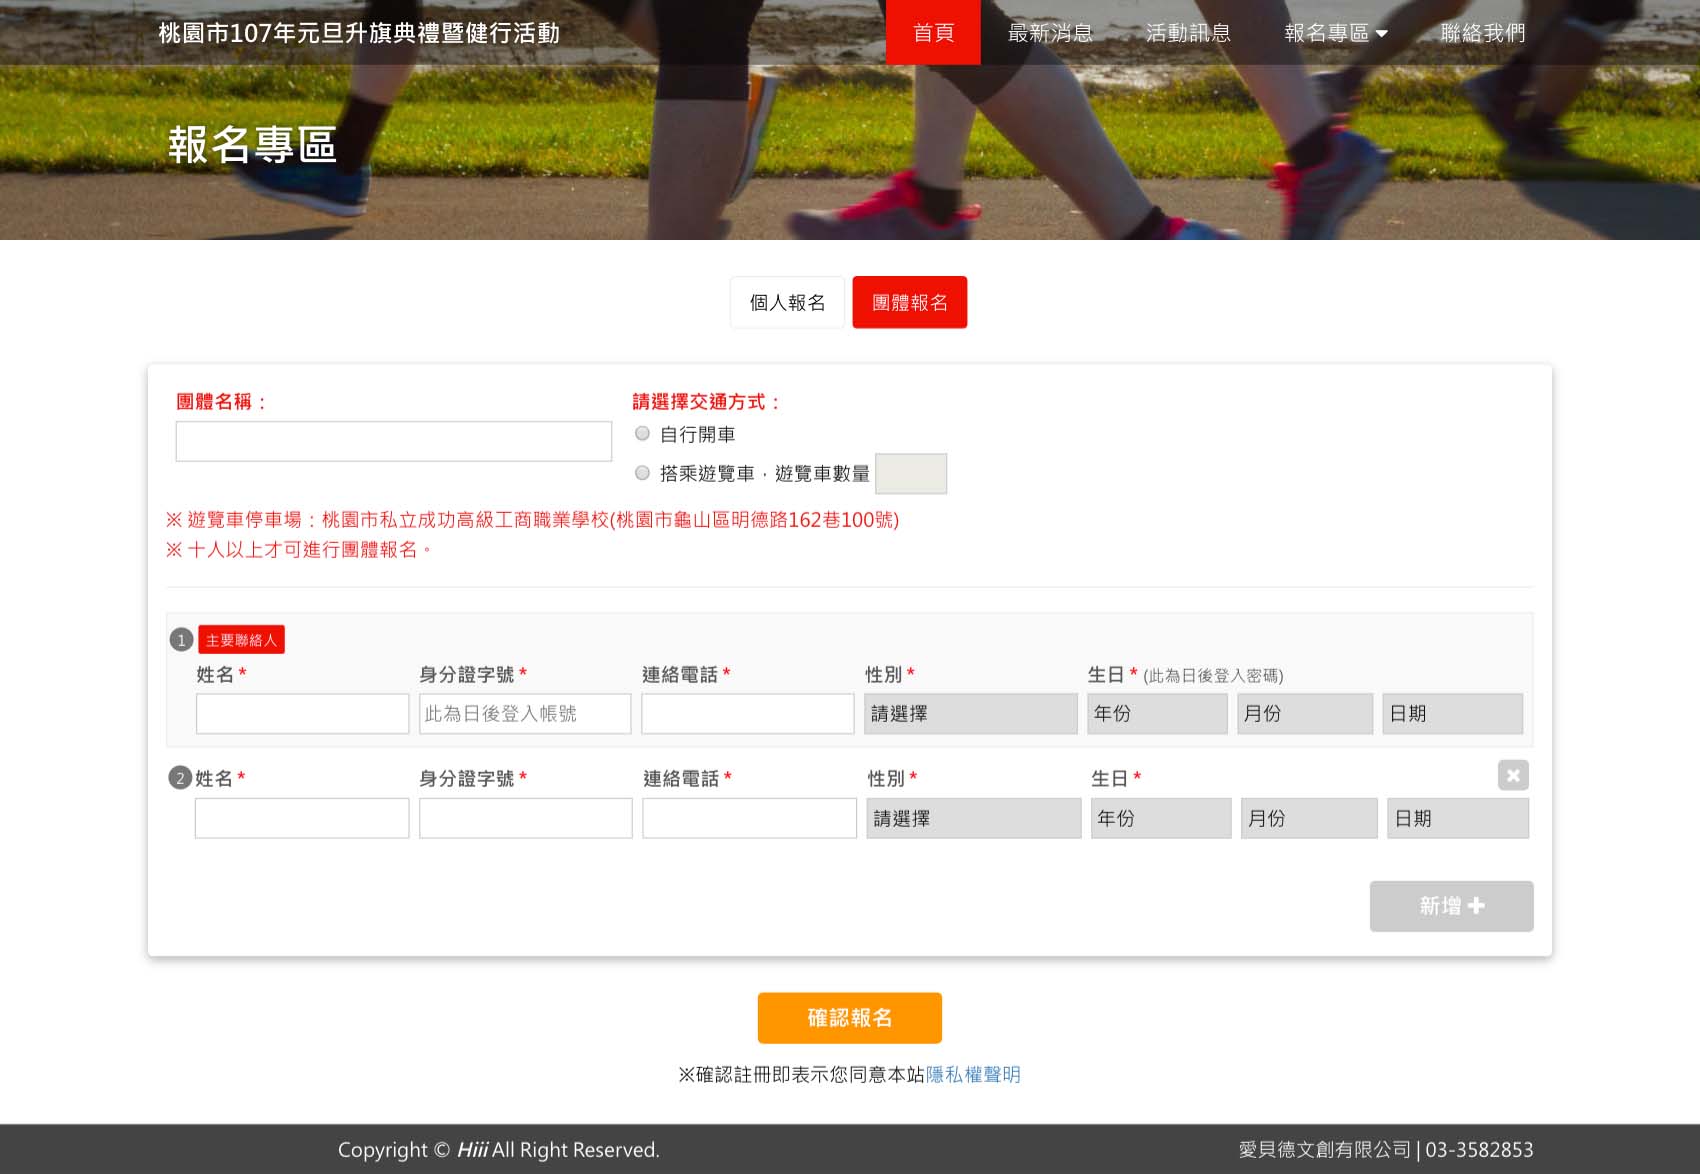 桃園市107年元旦升旗典禮暨健行活動 首頁 最新消息 活動訊息 報名專區 聯絡我們
報名專區
個人報名 團體報名
團體名稱：
請選擇交通方式：
自行開車
搭乘遊覽車，遊覽車數量
※ 遊覽車停車場：桃園市私立成功高級工商職業學校(桃園市龜山區明德路162巷100號)
※ 十人以上才可進行團體報名。
1 主要聯絡人
姓名 * 身分證字號 * 連絡電話 * 性別 * 生日 * (此為日後登入密碼)
此為日後登入帳號 請選擇 年份 月份 日期
2 姓名 * 身分證字號 * 連絡電話 * 性別 * 生日 *
請選擇 年份 月份 日期
新增
確認報名
※確認註冊即表示您同意本站隱私權聲明
Copyright © Hiii All Right Reserved. 愛貝德文創有限公司 | 03-3582853